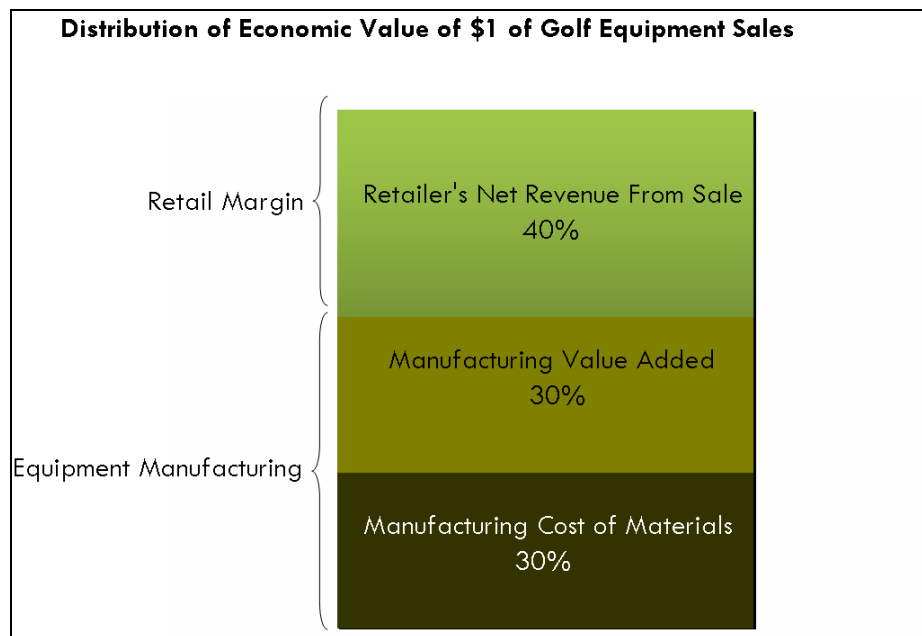 Distribution of Economic Value of $1 of Golf Equipment Sales
Retail Margin
Retailer's Net Revenue From Sale
40%
Manufacturing Value Added
30%
Equipment Manufacturing
Manufacturing Cost of Materials
30%